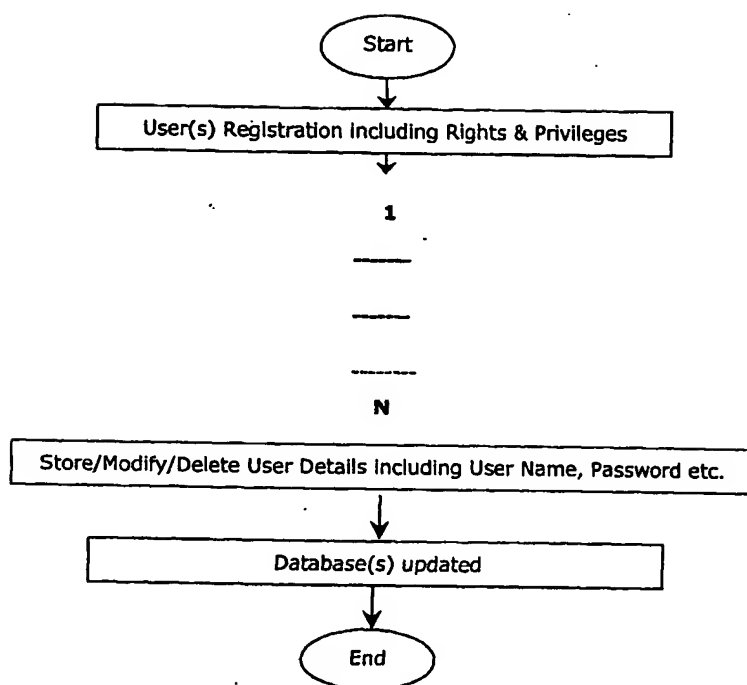 Start
User(s) Registration including Rights & Privileges
1
N
Store/Modify/Delete User Details including User Name, Password etc.
Database(s) updated
End